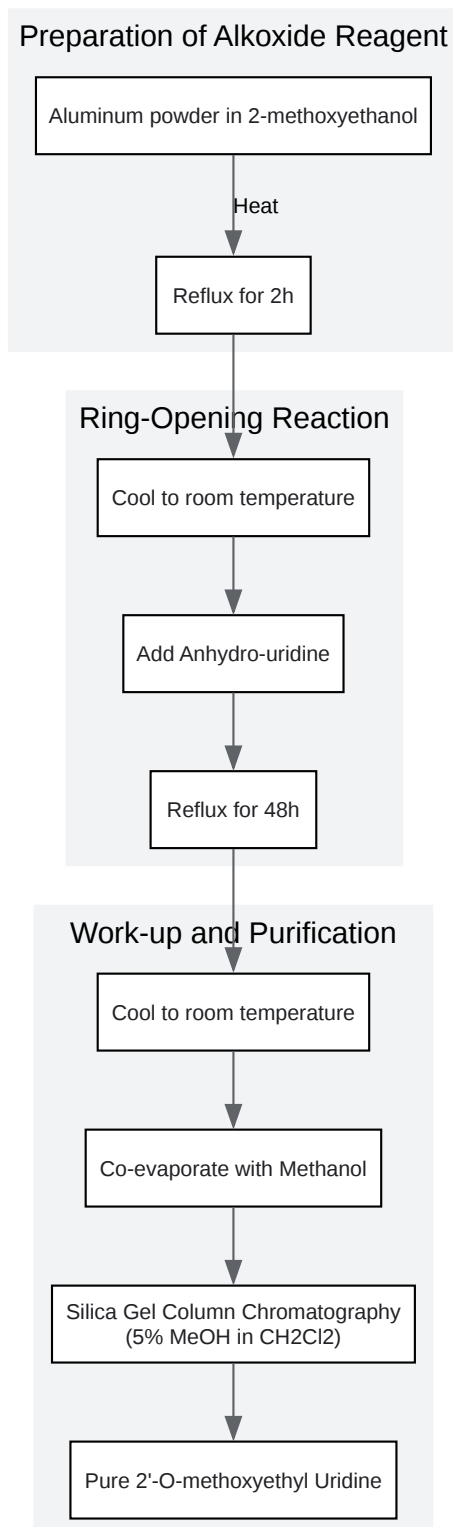 Preparation of Alkoxide Reagent
Aluminum powder in 2-methoxyethanol
Heat
Reflux for 2h
Ring-Opening Reaction
Cool to room temperature
Add Anhydro-uridine
Reflux for 48h
Work-up and Purification
Cool to room temperature
Co-evaporate with Methanol
Silica Gel Column Chromatography
(5% MeOH in CH2Cl2)
Pure 2'-O-methoxyethyl Uridine